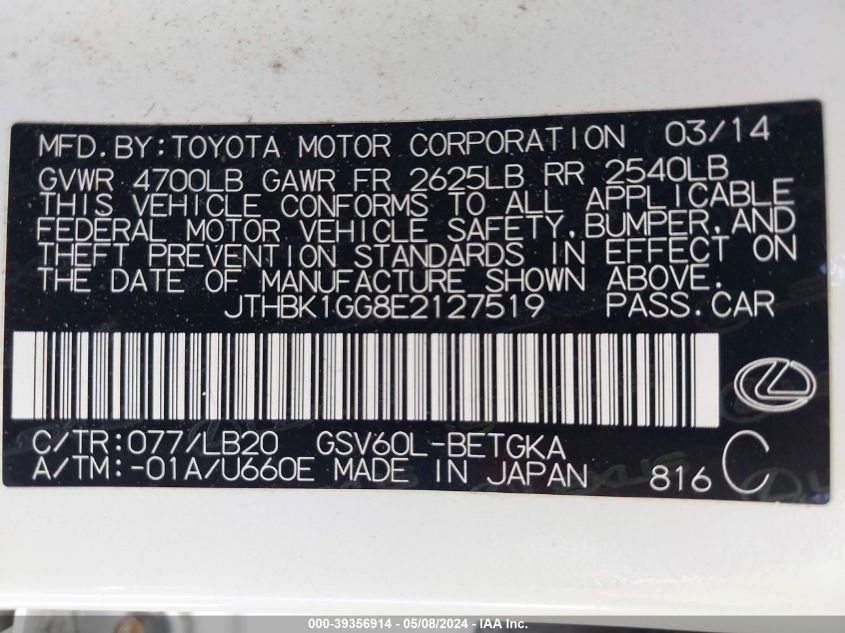 MFD.BY:TOYOTA MOTOR CORPORATION 03/14
GVWR 4700LB GAWR FR 2625LB RR 2540LB
THIS VEHICLE CONFORMS TO ALL APPLICABLE
FEDERAL MOTOR VEHICLE SAFETY,BUMPER,AND
THEFT PREVENTION STANDARDS IN EFFECT ON
THE DATE OF MANUFACTURE SHOWN ABOVE.
JTHBK1GG8E2127519 PASS.CAR
C/TR:077/LB20 GSV60L-BETGKA
A/TM:-01A/U660E MADE IN JAPAN 816 C
000-39356914 - 05/08/2024 - IAA Inc.